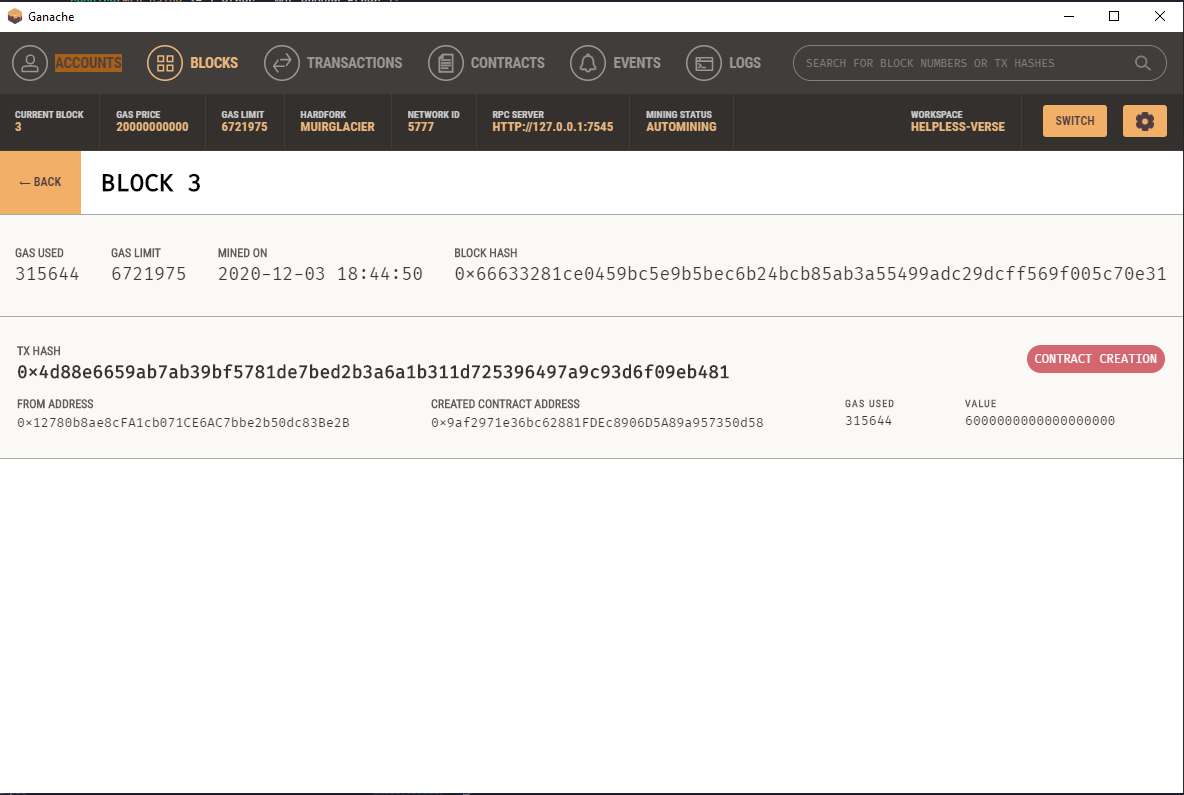 Ganache
ACCOUNTS BLOCKS TRANSACTIONS CONTRACTS EVENTS LOGS SEARCH FOR BLOCK NUMBERS OR TX HASHES
CURRENT BLOCK GAS PRICE GAS LIMIT HARDFORK NETWORK ID RPC SERVER MINING STATUS WORKSPACE
3 20000000000 6721975 MUIRGLACIER 5777 HTTP://127.0.0.1:7545 AUTOMINING HELPLESS-VERSE SWITCH
← BACK BLOCK 3
GAS USED GAS LIMIT MINED ON BLOCK HASH
315644 6721975 2020-12-03 18:44:50 0×66633281ce0459bc5e9b5bec6b24bcb85ab3a55499adc29dcff569f005c70e31
TX HASH
0×4d88e6659ab7ab39bf5781de7bed2b3a6a1b311d725396497a9c93d6f09eb481 CONTRACT CREATION
FROM ADDRESS CREATED CONTRACT ADDRESS GAS USED VALUE
0×12780b8ae8cFA1cb071CE6AC7bbe2b50dc83Be2B 0×9af2971e36bc62881FDEc8906D5A89a957350d58 315644 6000000000000000000